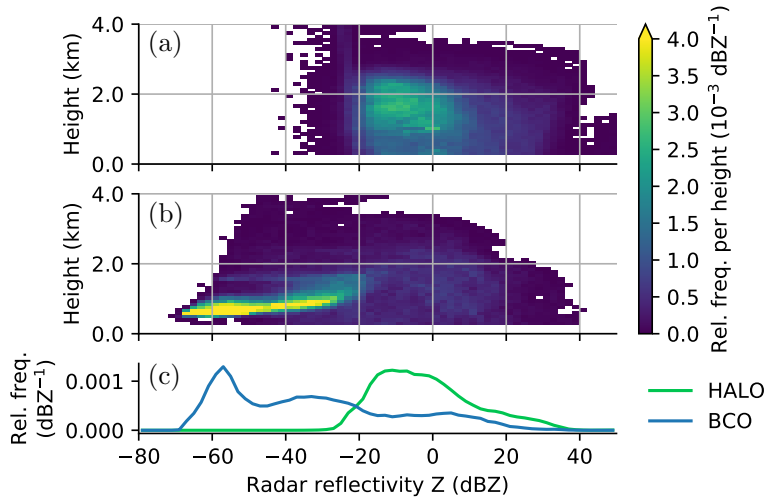 (a)
Height (km)
4.0
2.0
0.0
(b)
Height (km)
4.0
2.0
0.0
(c)
Rel. freq.
(dBZ⁻¹)
0.001
0.000
−80 −60 −40 −20 0 20 40
Radar reflectivity Z (dBZ)
4.0
3.5
3.0
2.5
2.0
1.5
1.0
0.5
0.0
Rel. freq. per height (10⁻³ dBZ⁻¹)
HALO
BCO